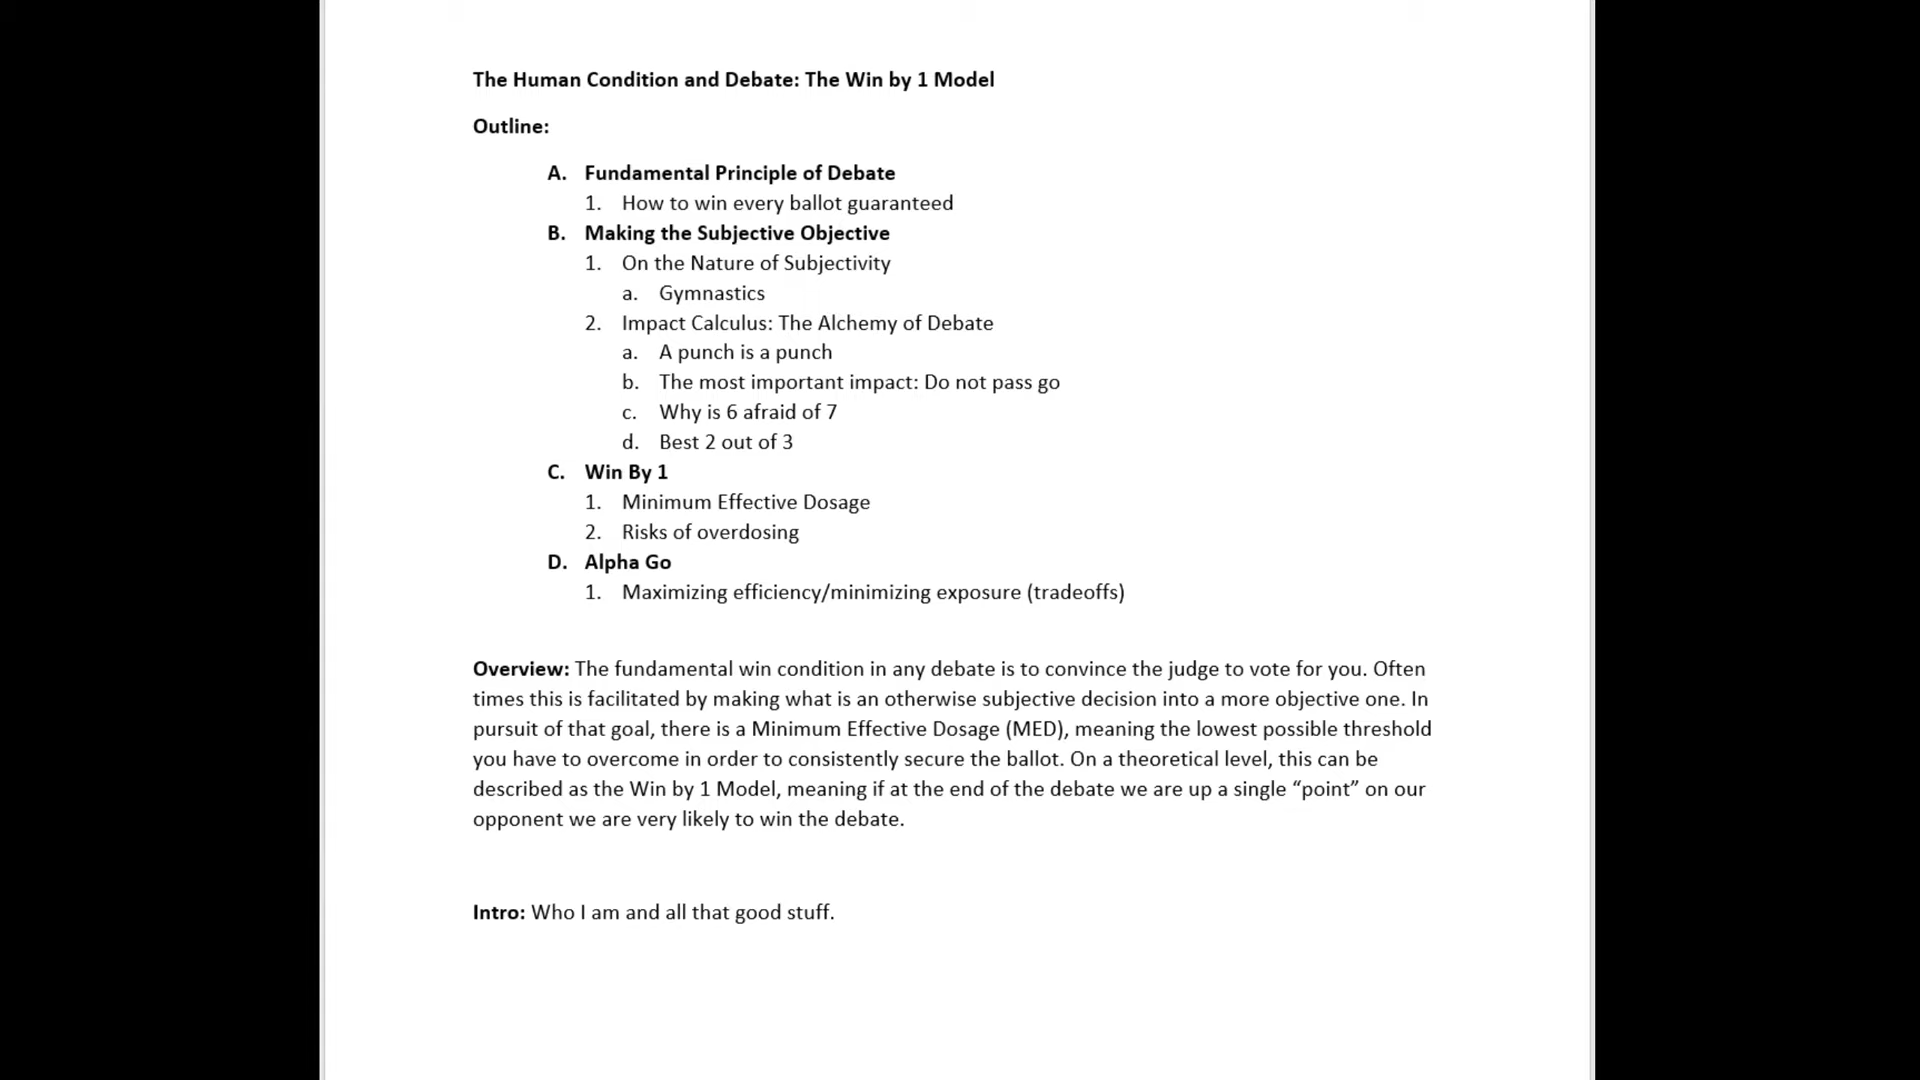 The Human Condition and Debate: The Win by 1 Model
Outline:
A. Fundamental Principle of Debate
1. How to win every ballot guaranteed
B. Making the Subjective Objective
1. On the Nature of Subjectivity
a. Gymnastics
2. Impact Calculus: The Alchemy of Debate
a. A punch is a punch
b. The most important impact: Do not pass go
c. Why is 6 afraid of 7
d. Best 2 out of 3
C. Win By 1
1. Minimum Effective Dosage
2. Risks of overdosing
D. Alpha Go
1. Maximizing efficiency/minimizing exposure (tradeoffs)
Overview: The fundamental win condition in any debate is to convince the judge to vote for you. Often
times this is facilitated by making what is an otherwise subjective decision into a more objective one. In
pursuit of that goal, there is a Minimum Effective Dosage (MED), meaning the lowest possible threshold
you have to overcome in order to consistently secure the ballot. On a theoretical level, this can be
described as the Win by 1 Model, meaning if at the end of the debate we are up a single “point” on our
opponent we are very likely to win the debate.
Intro: Who I am and all that good stuff.